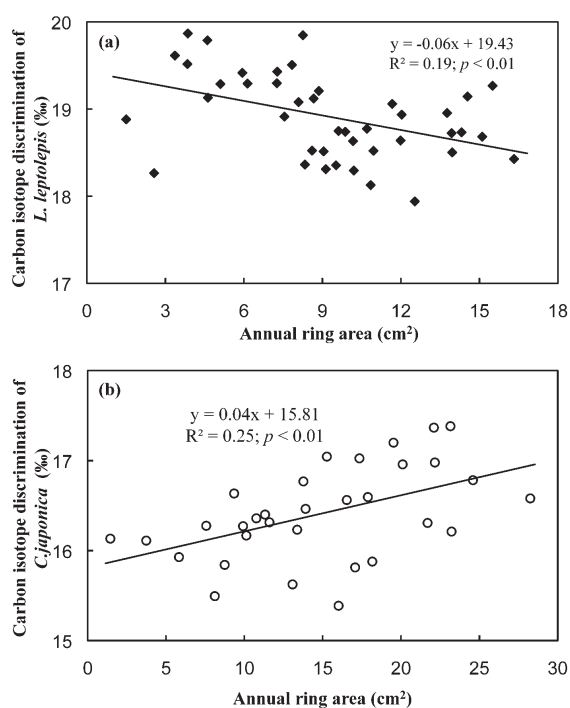 20
(a)
y = -0.06x + 19.43
R² = 0.19; p < 0.01
19
18
17
Carbon isotope discrimination of
L. leptolepis (‰)
0 3 6 9 12 15 18
Annual ring area (cm²)
18
(b)
y = 0.04x + 15.81
R² = 0.25; p < 0.01
17
16
15
Carbon isotope discrimination of
C.japonica (‰)
0 5 10 15 20 25 30
Annual ring area (cm²)